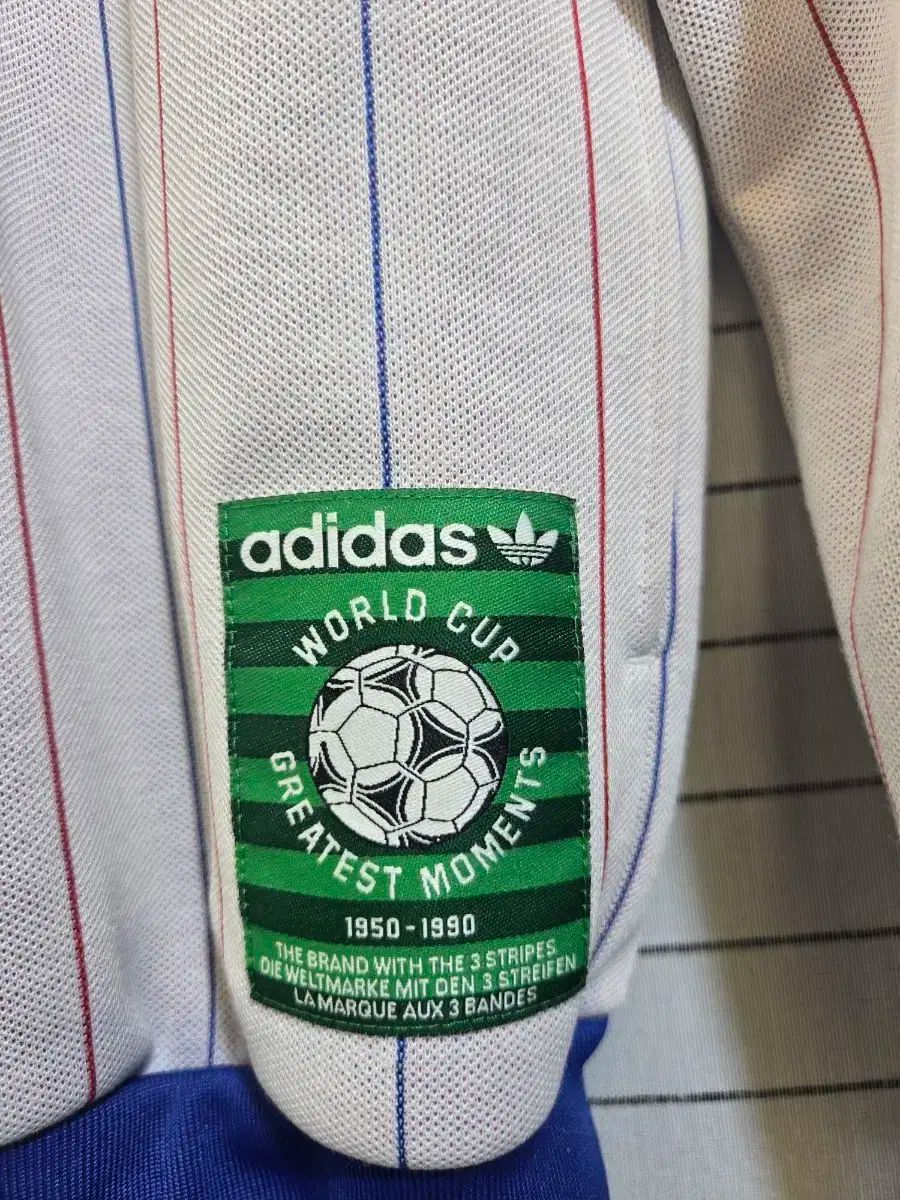 adidas
WORLD CUP
GREATEST MOMENTS
1950-1990
THE BRAND WITH THE 3 STRIPES
DIE WELTMARKE MIT DEN 3 STREIFEN
LA MARQUE AUX 3 BANDES